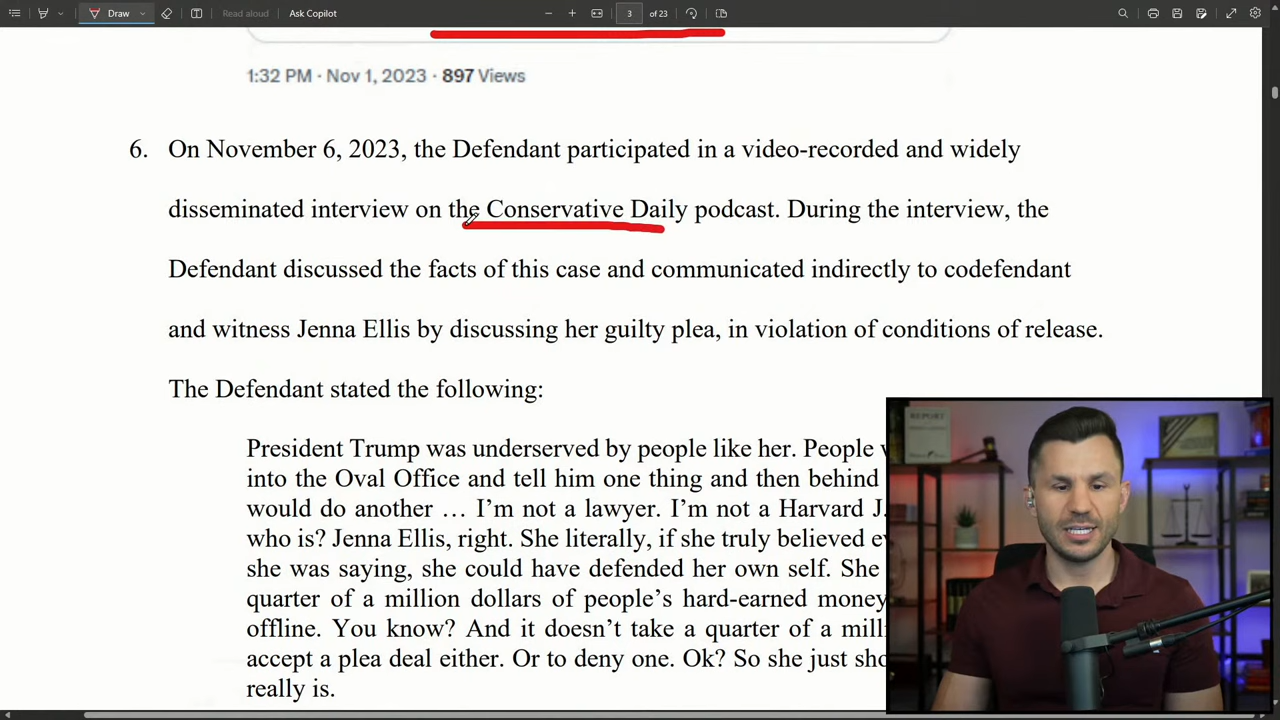 Draw
Read aloud
Ask Copilot
3
of 23
1:32 PM · Nov 1, 2023 · 897 Views
6. On November 6, 2023, the Defendant participated in a video-recorded and widely
disseminated interview on the Conservative Daily podcast. During the interview, the
Defendant discussed the facts of this case and communicated indirectly to codefendant
and witness Jenna Ellis by discussing her guilty plea, in violation of conditions of release.
The Defendant stated the following:
President Trump was underserved by people like her. People
into the Oval Office and tell him one thing and then behind
would do another … I’m not a lawyer. I’m not a Harvard J.
who is? Jenna Ellis, right. She literally, if she truly believed
she was saying, she could have defended her own self. She
quarter of a million dollars of people’s hard-earned money
offline. You know? And it doesn’t take a quarter of a
accept a plea deal either. Or to deny one. Ok? So she just
really is.
REPORT